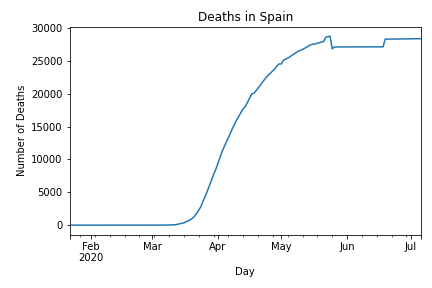 Deaths in Spain
30000
25000
20000
15000
10000
5000
0
Number of Deaths
Feb
2020
Mar
Apr
May
Jun
Jul
Day